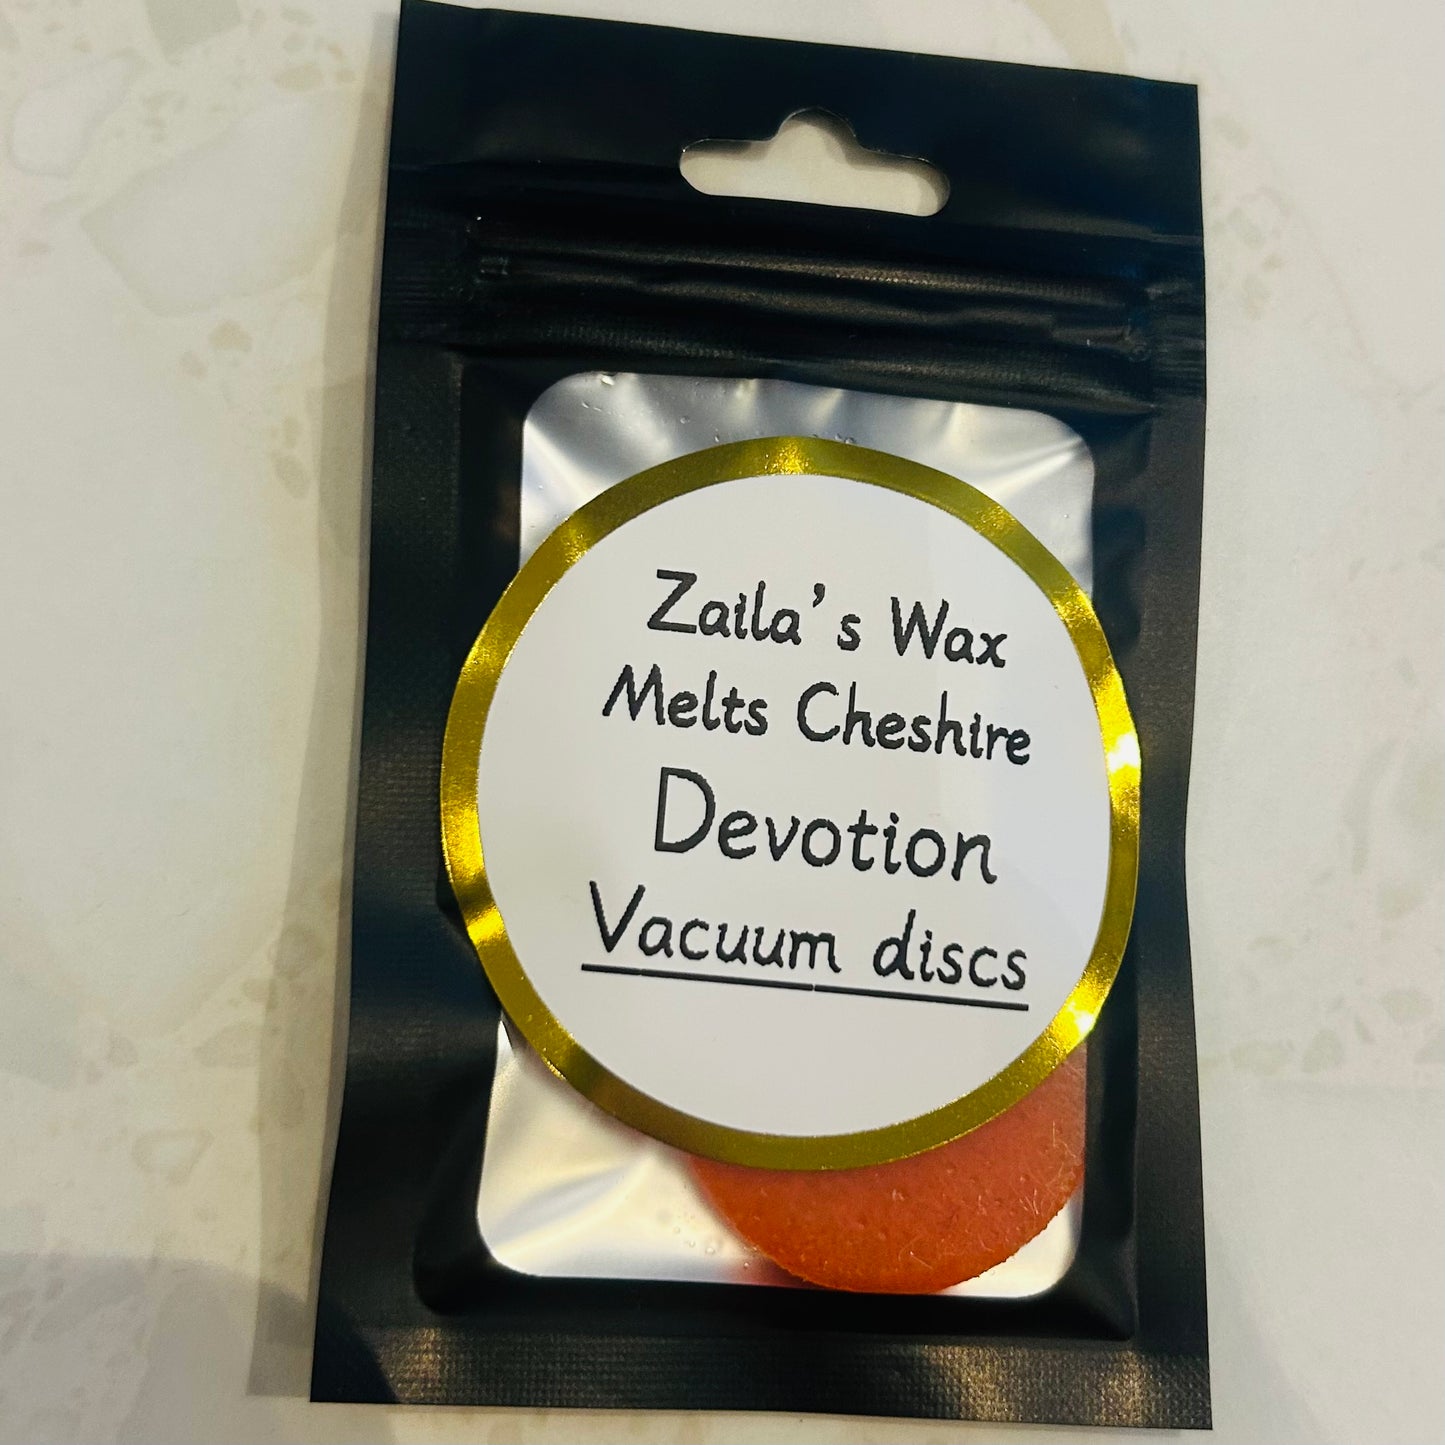 Zaila's Wax
Melts Cheshire
Devotion
Vacuum discs